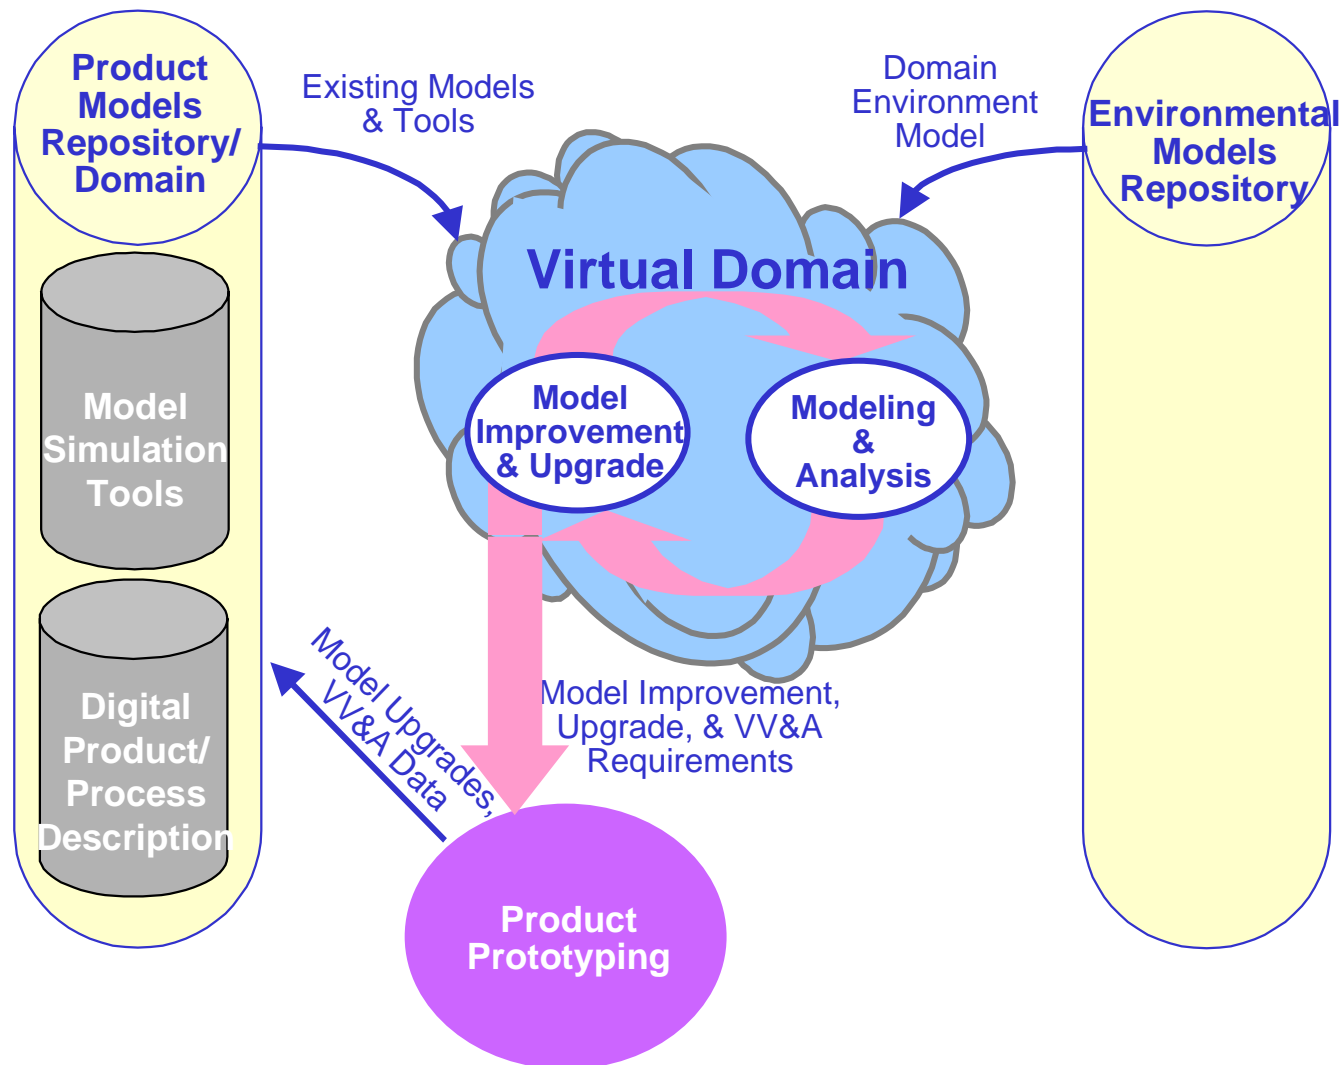 Product
Models
Repository/
Domain
Existing Models
& Tools
Domain
Environment
Model
Environmental
Models
Repository
Virtual Domain
Model
Improvement
& Upgrade
Modeling
&
Analysis
Model
Simulation
Tools
Digital
Product/
Process
Description
Model Upgrades,
VV&A Data
Model Improvement,
Upgrade, & VV&A
Requirements
Product
Prototyping